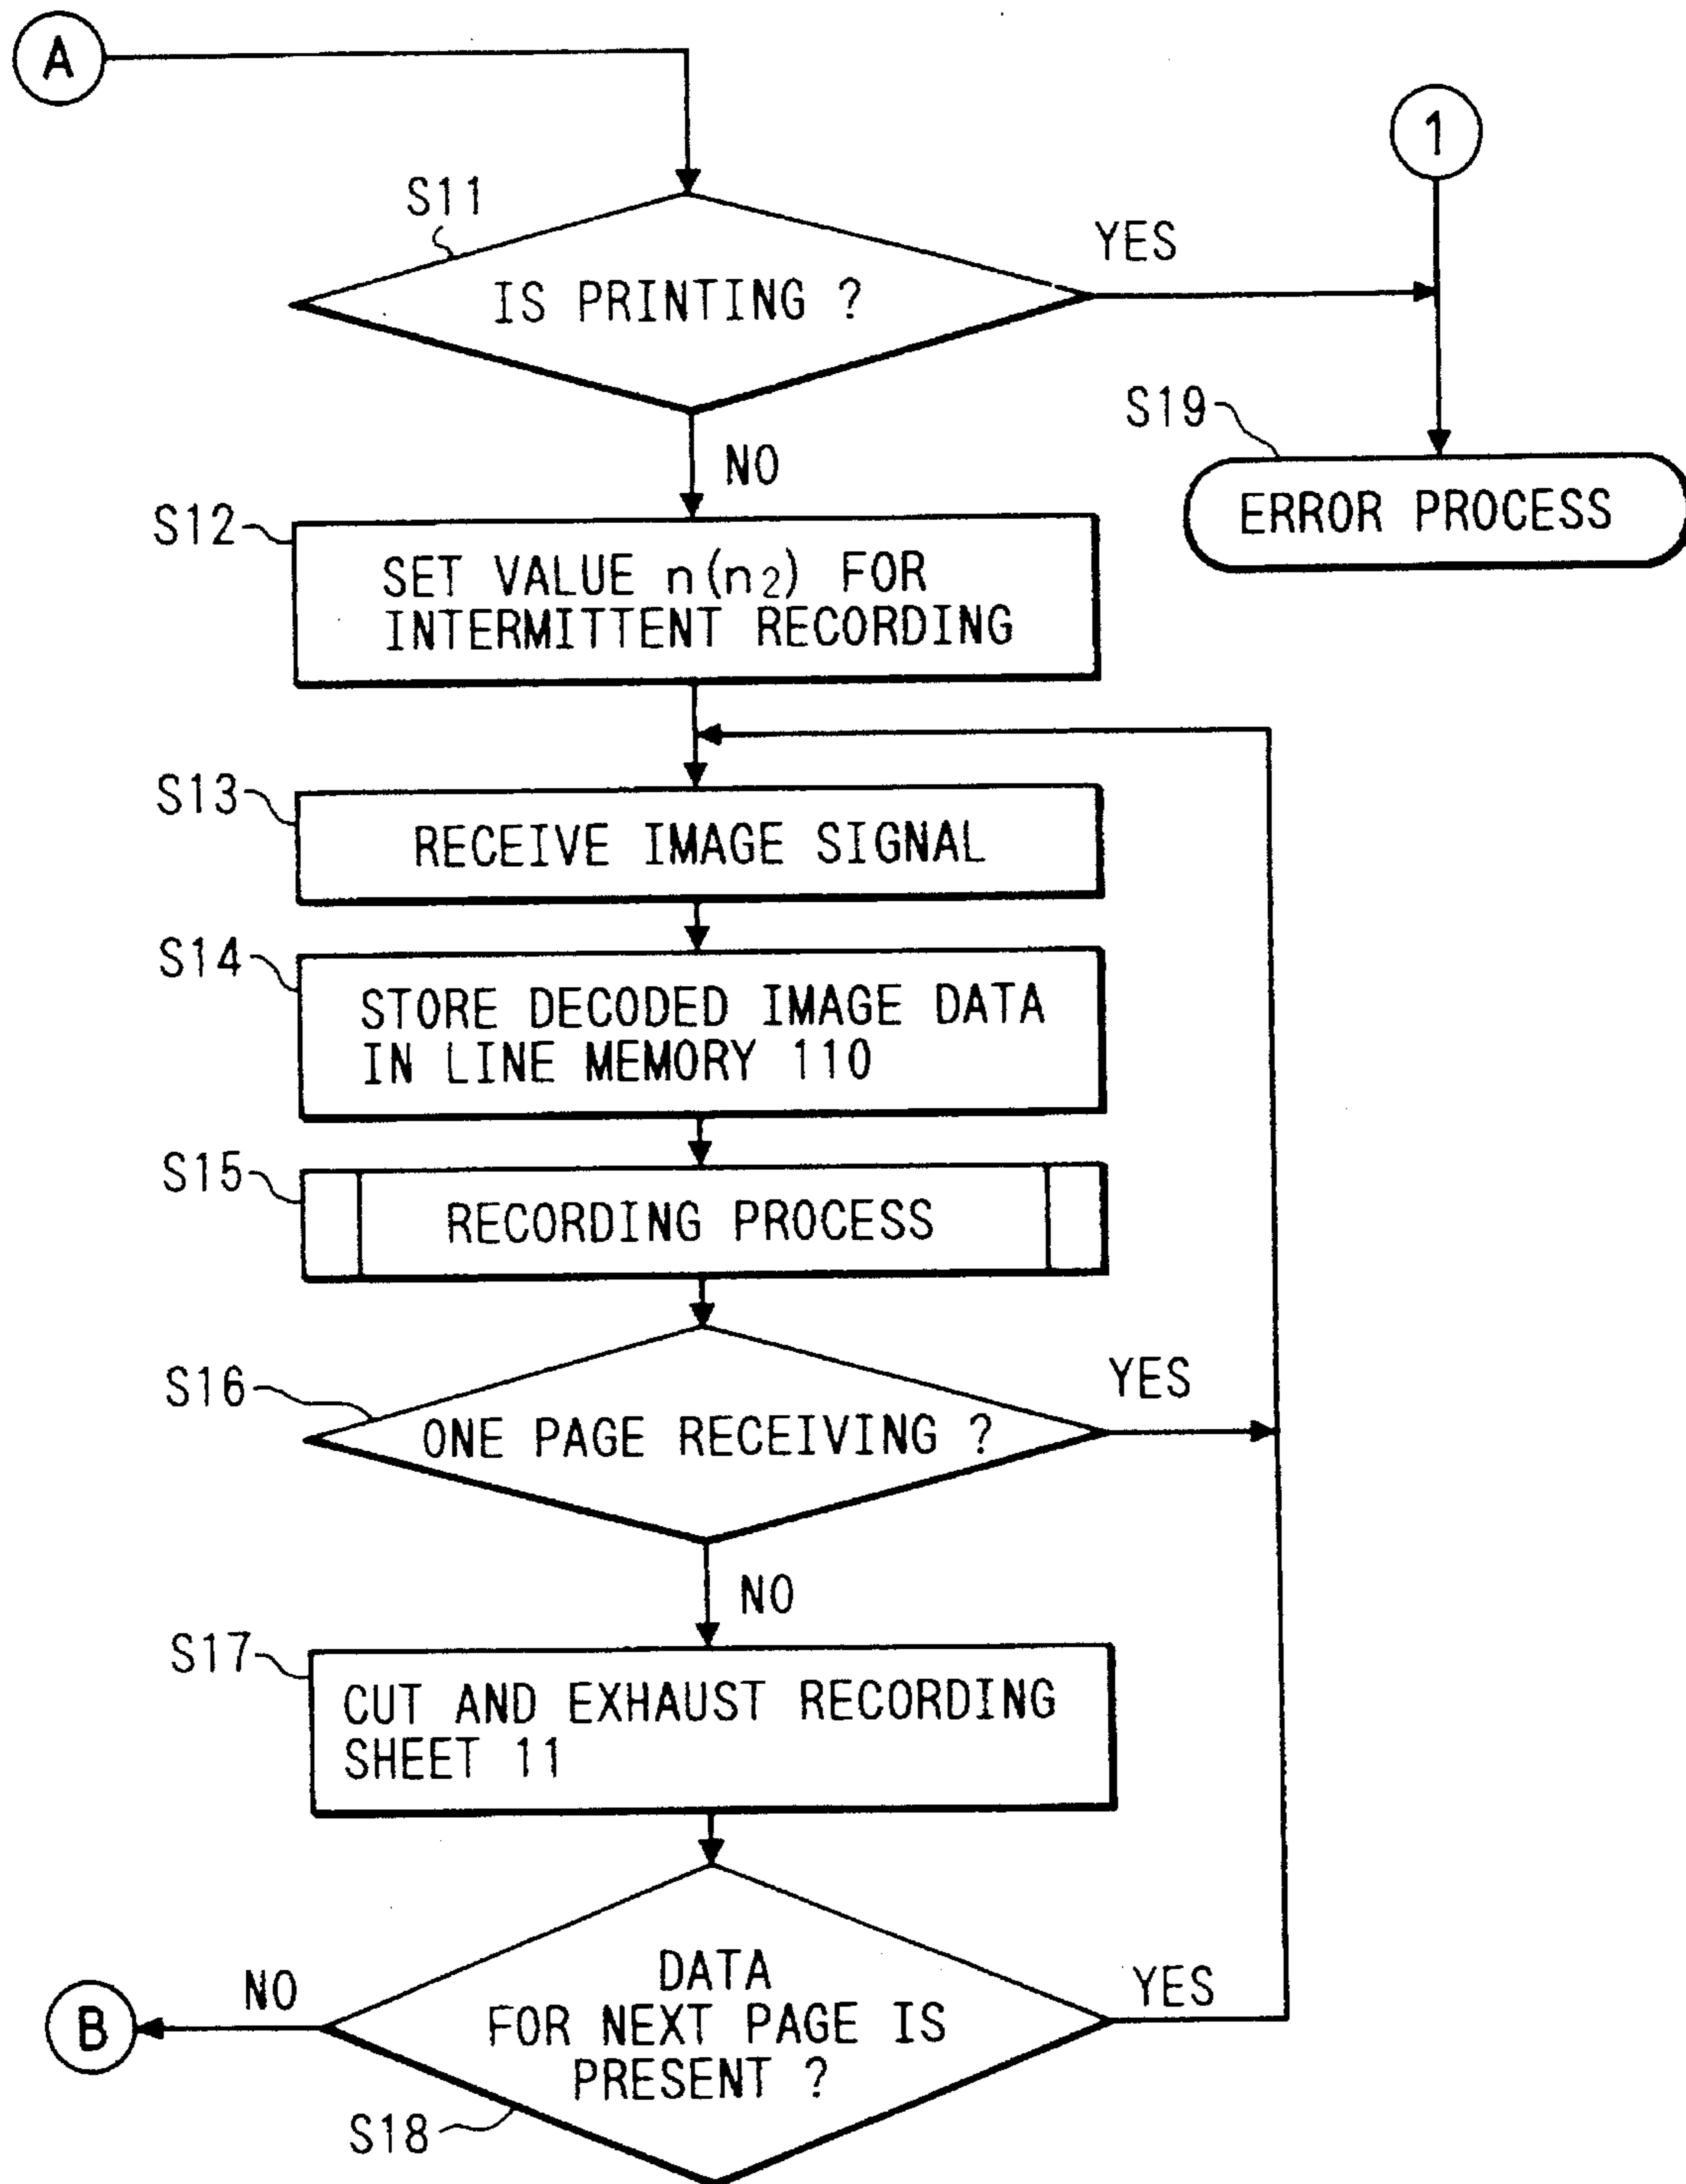 A
1
S11
IS PRINTING ?
YES
NO
S19
ERROR PROCESS
S12
SET VALUE n(n2) FOR
INTERMITTENT RECORDING
S13
RECEIVE IMAGE SIGNAL
S14
STORE DECODED IMAGE DATA
IN LINE MEMORY 110
S15
RECORDING PROCESS
S16
ONE PAGE RECEIVING ?
YES
NO
S17
CUT AND EXHAUST RECORDING
SHEET 11
S18
DATA
FOR NEXT PAGE IS
PRESENT ?
YES
NO
B